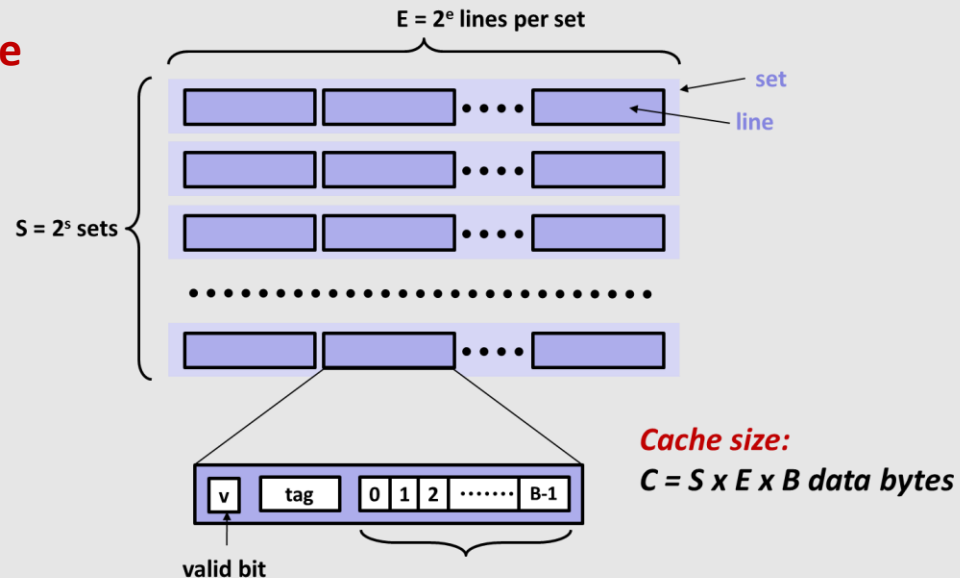 E = 2ᵉ lines per set
e
set
line
S = 2ˢ sets
Cache size:
C = S x E x B data bytes
v
tag
0
1
2
B-1
valid bit